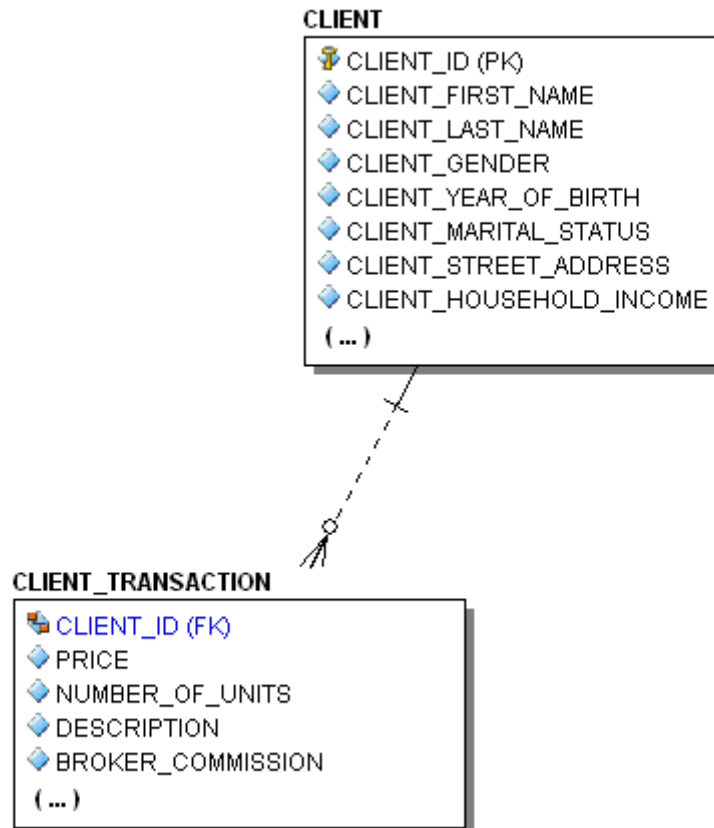 CLIENT
CLIENT_ID (PK)
CLIENT_FIRST_NAME
CLIENT_LAST_NAME
CLIENT_GENDER
CLIENT_YEAR_OF_BIRTH
CLIENT_MARITAL_STATUS
CLIENT_STREET_ADDRESS
CLIENT_HOUSEHOLD_INCOME
(...)
CLIENT_TRANSACTION
CLIENT_ID (FK)
PRICE
NUMBER_OF_UNITS
DESCRIPTION
BROKER_COMMISSION
(...)